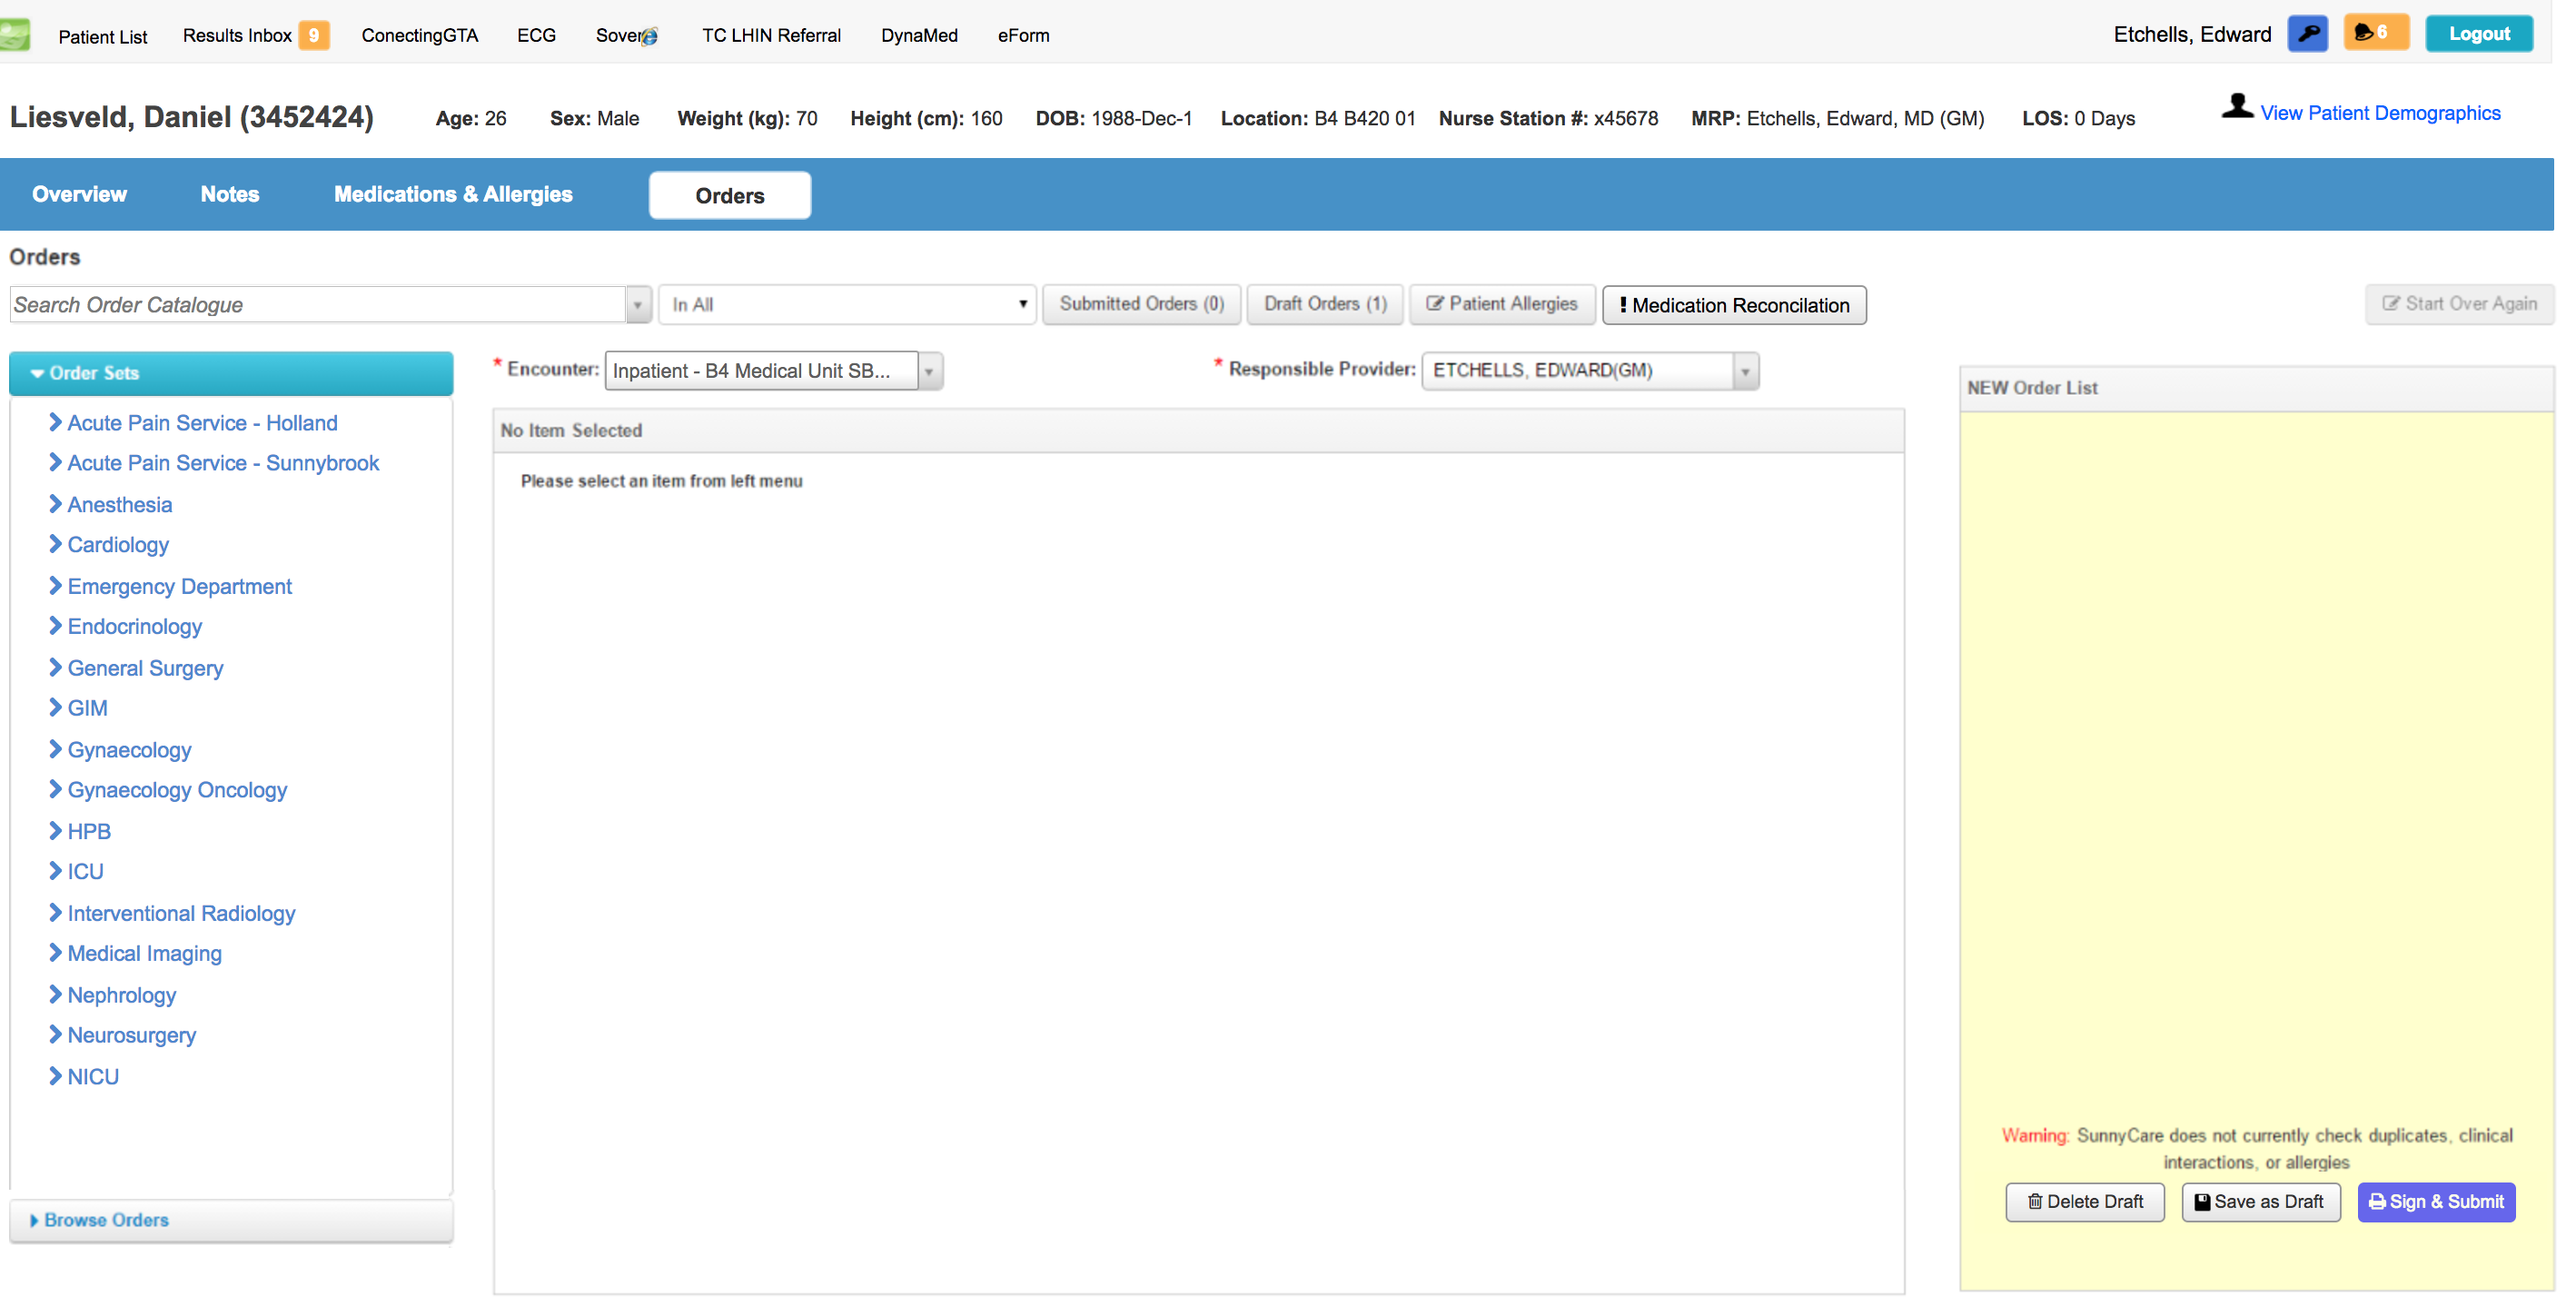 Patient List Results Inbox 9 ConectingGTA ECG Sover TC LHIN Referral DynaMed eForm Etchells, Edward 6 Logout
Liesveld, Daniel (3452424) Age: 26 Sex: Male Weight (kg): 70 Height (cm): 160 DOB: 1988-Dec-1 Location: B4 B420 01 Nurse Station #: x45678 MRP: Etchells, Edward, MD (GM) LOS: 0 Days View Patient Demographics
Overview Notes Medications & Allergies Orders
Orders
Search Order Catalogue In All Submitted Orders (0) Draft Orders (1) Patient Allergies ! Medication Reconcilation Start Over Again
Order Sets
Acute Pain Service - Holland
Acute Pain Service - Sunnybrook
Anesthesia
Cardiology
Emergency Department
Endocrinology
General Surgery
GIM
Gynaecology
Gynaecology Oncology
HPB
ICU
Interventional Radiology
Medical Imaging
Nephrology
Neurosurgery
NICU
Browse Orders
* Encounter: Inpatient - B4 Medical Unit SB... * Responsible Provider: ETCHELLS, EDWARD(GM)
No Item Selected
Please select an item from left menu
NEW Order List
Warning: SunnyCare does not currently check duplicates, clinical
interactions, or allergies
Delete Draft Save as Draft Sign & Submit